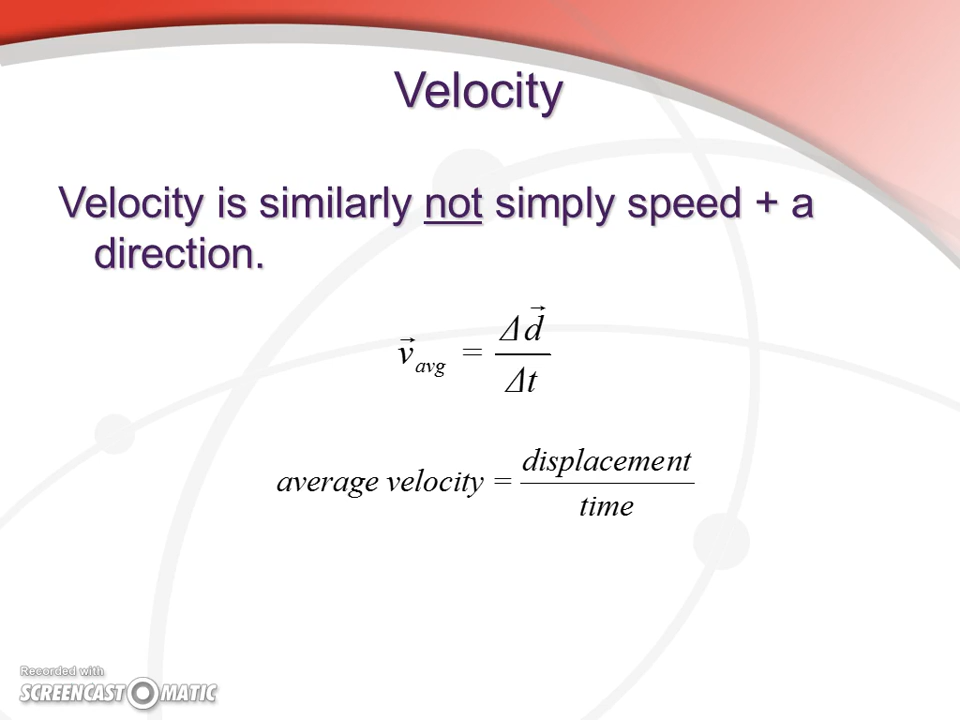 Velocity
Velocity is similarly not simply speed + a
direction.
v⃗avg = Δd⃗ / Δt
average velocity = displacement / time
Recorded with
SCREENCAST-O-MATIC